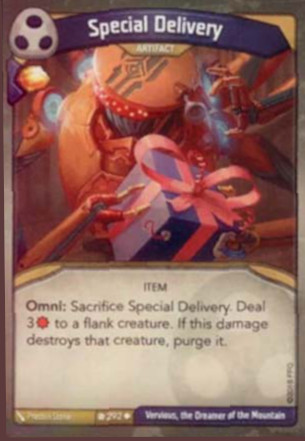 Special Delivery
ARTIFACT
ITEM
Omni: Sacrifice Special Delivery. Deal
3 to a flank creature. If this damage
destroys that creature, purge it.
292
Vervious, the Dreamer of the Mountain